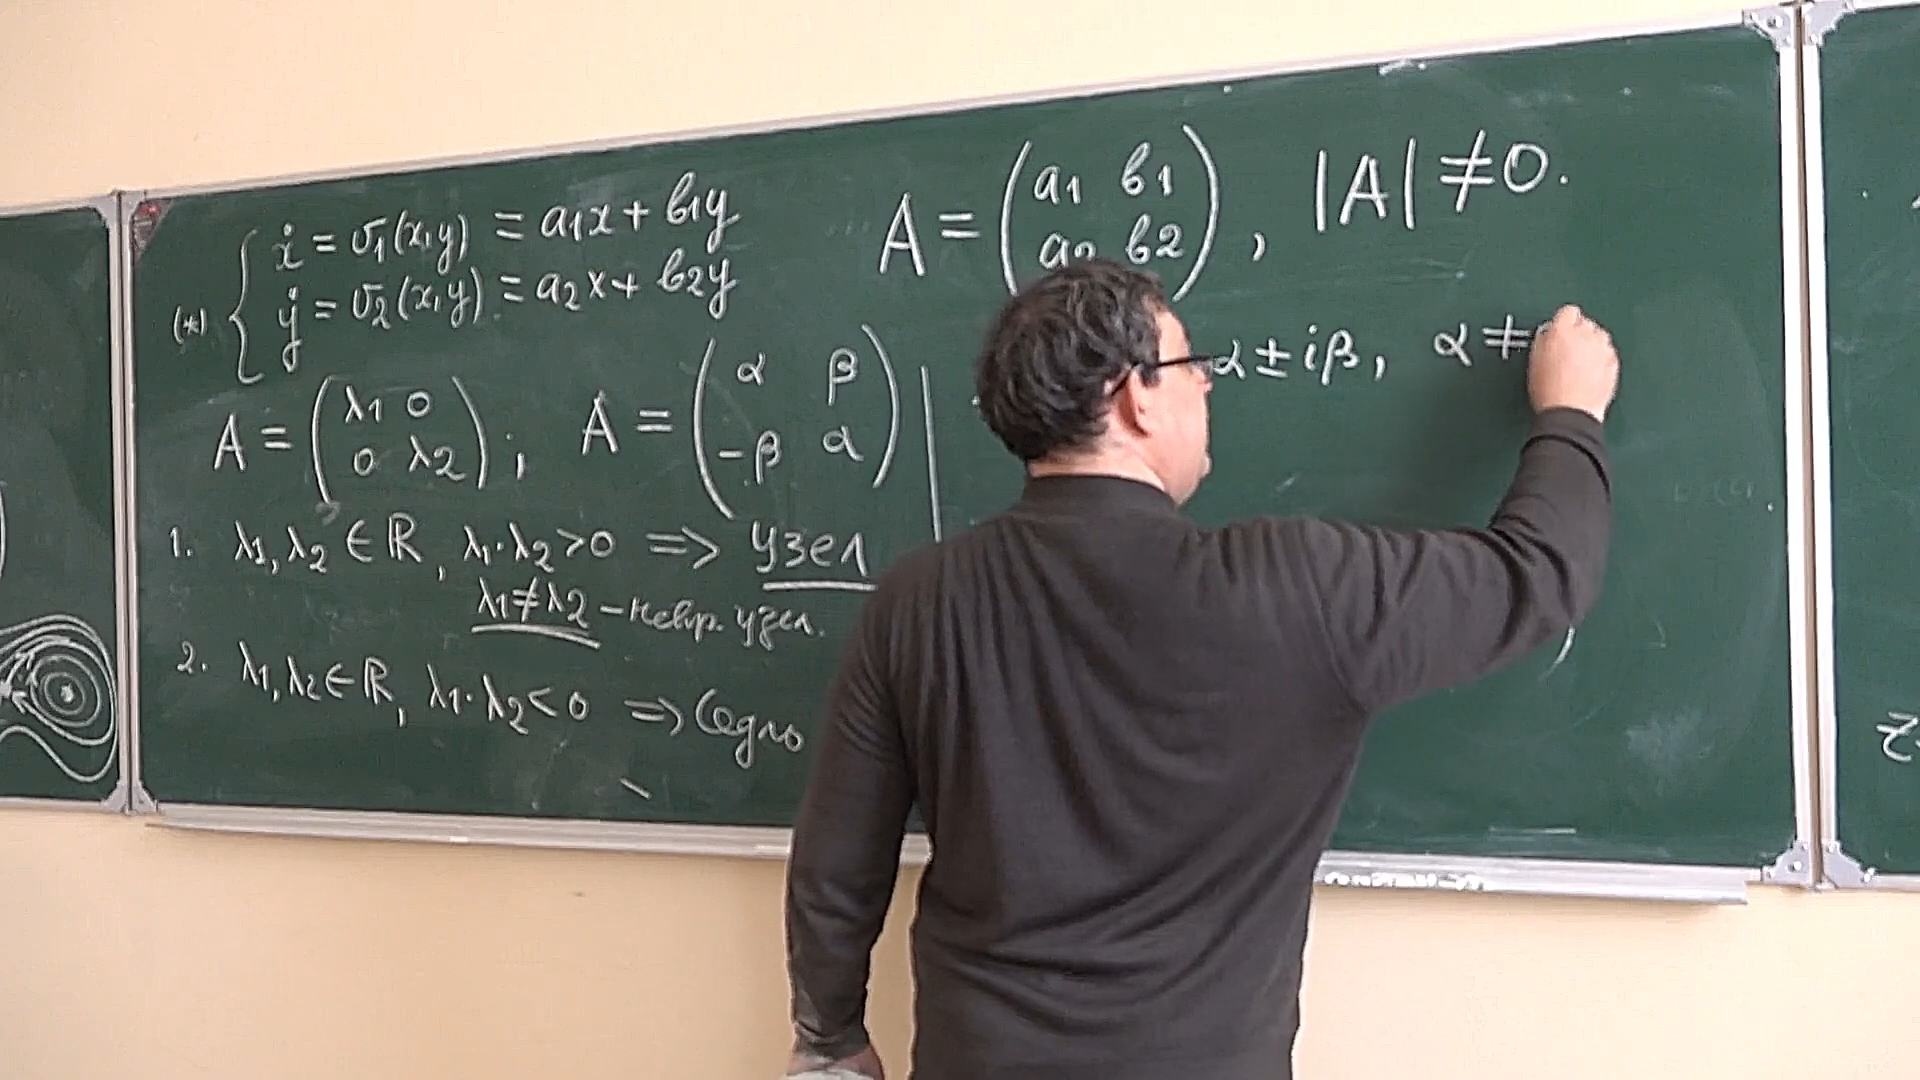 (*) { ẋ = v1(x,y) = a1x + b1y
ẏ = v2(x,y) = a2x + b2y
A = (a1 b1
a2 b2), |A| ≠ 0.
A = (λ1 0
0 λ2); A = (α β
-β α)
1. λ1, λ2 ∈ ℝ, λ1·λ2 > 0 => узел
λ1 ≠ λ2 – невр. узел.
2. λ1, λ2 ∈ ℝ, λ1·λ2 < 0 => Седло
α ± iβ, α ≠